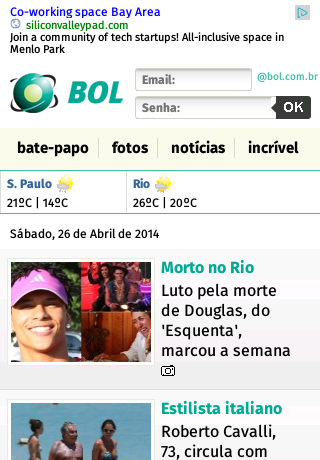 Co-working space Bay Area
siliconvalleypad.com
Join a community of tech startups! All-inclusive space in
Menlo Park
BOL
Email:
@bol.com.br
Senha:
OK
bate-papo
fotos
notícias
incrível
S. Paulo
21ºC | 14ºC
Rio
26ºC | 20ºC
Sábado, 26 de Abril de 2014
Morto no Rio
Luto pela morte
de Douglas, do
'Esquenta',
marcou a semana
Estilista italiano
Roberto Cavalli,
73, circula com